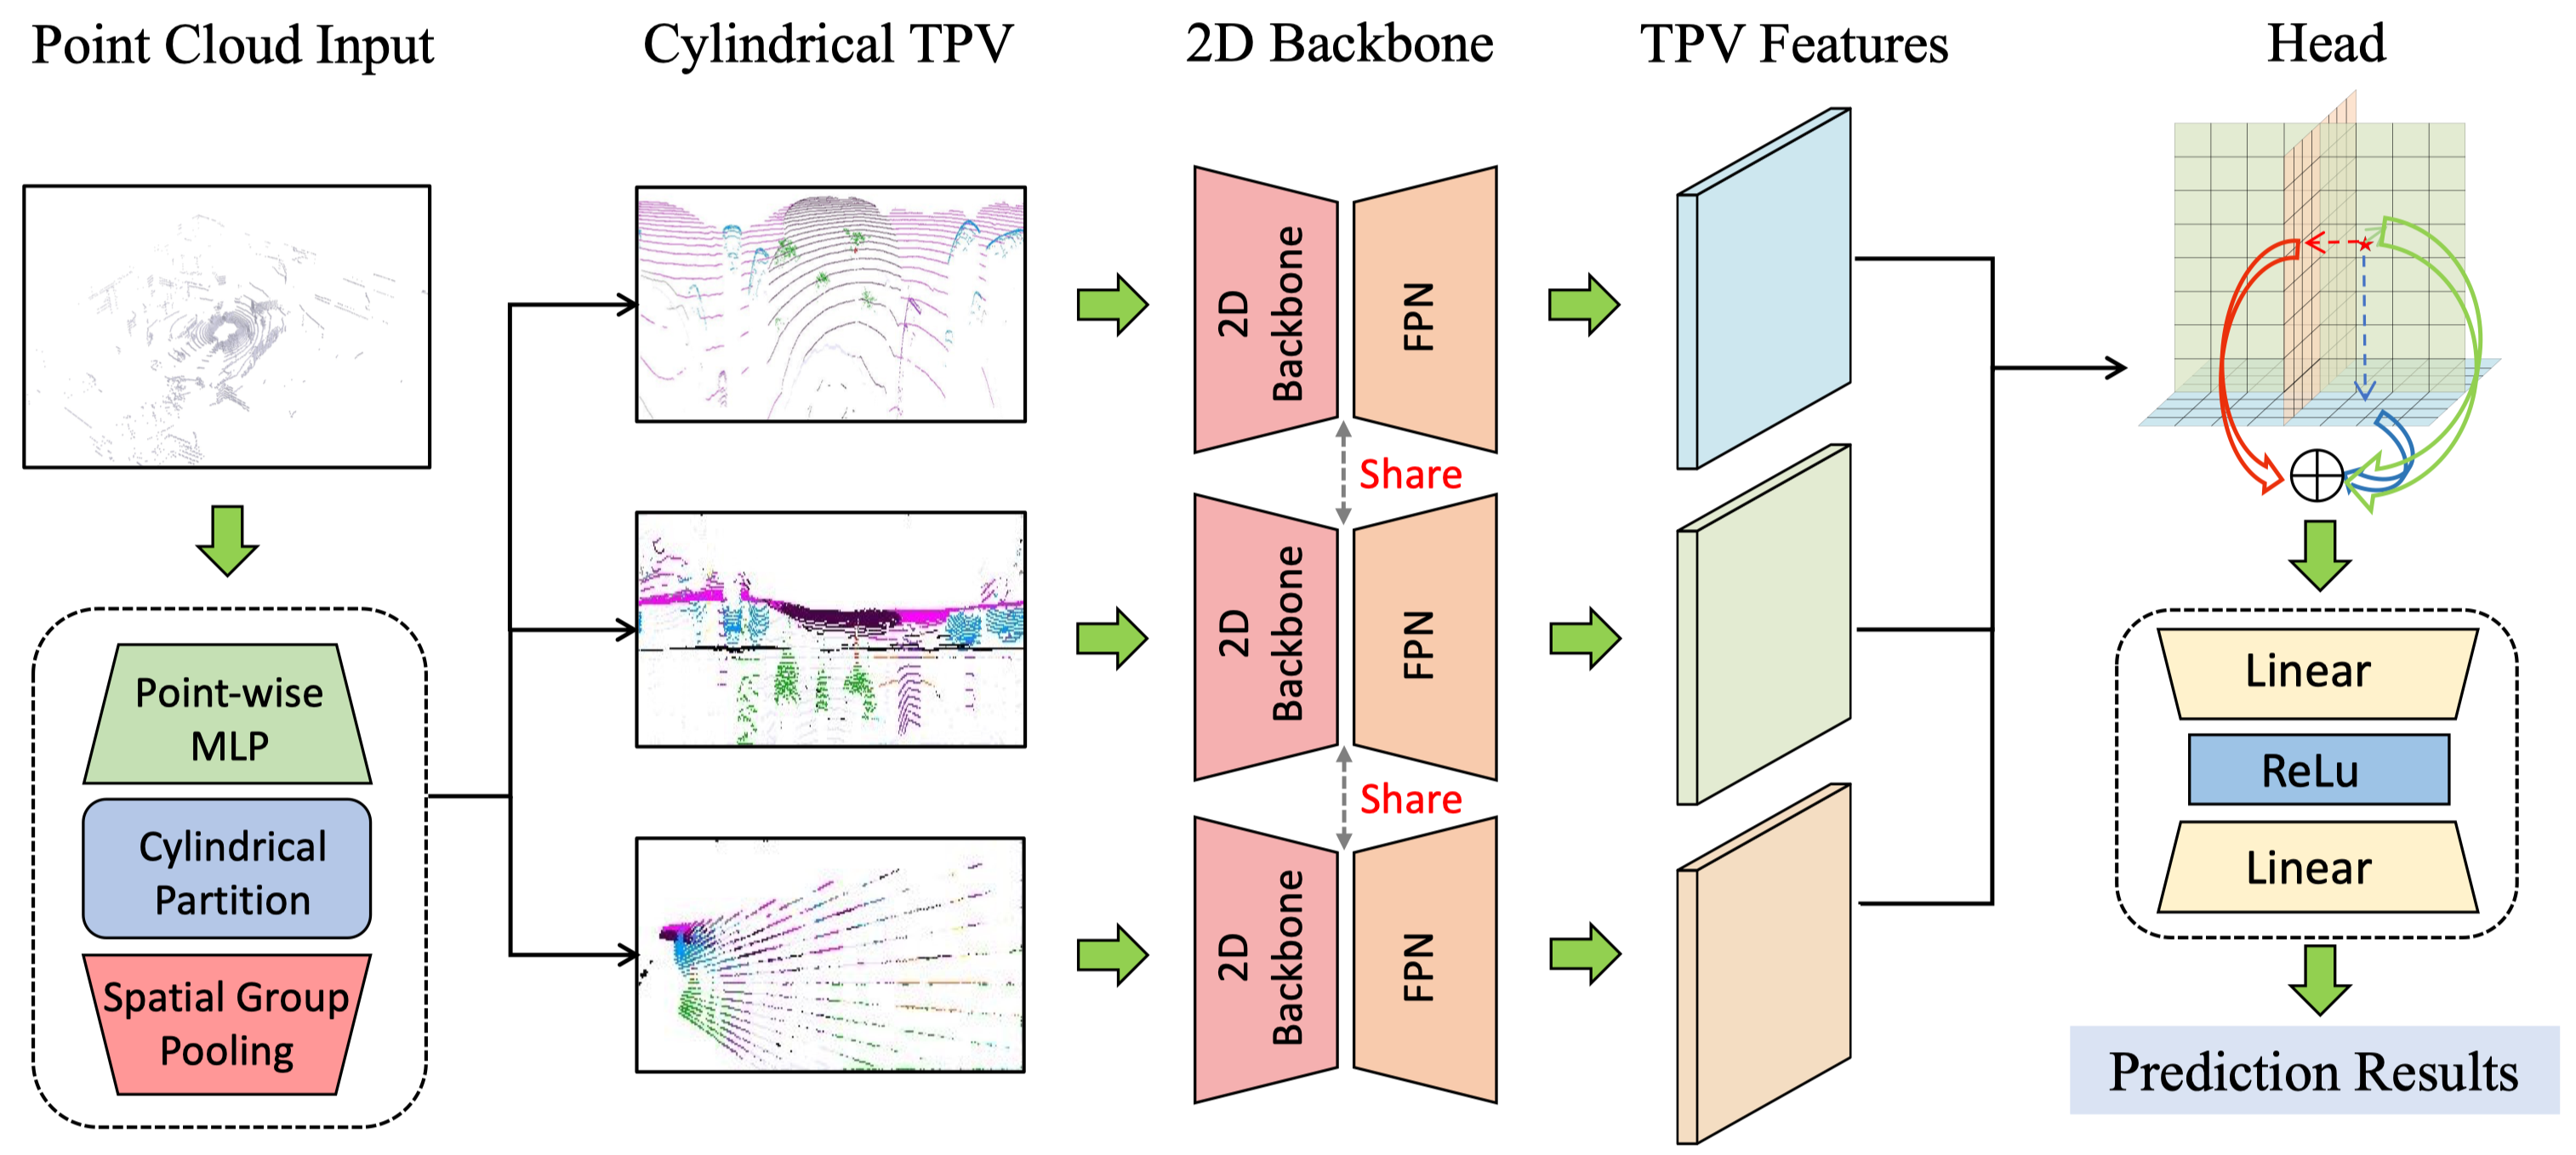 Point Cloud Input
Cylindrical TPV
2D Backbone
TPV Features
Head
Point-wise
MLP
Cylindrical
Partition
Spatial Group
Pooling
2D
Backbone
FPN
Share
2D
Backbone
FPN
Share
2D
Backbone
FPN
Linear
ReLu
Linear
Prediction Results